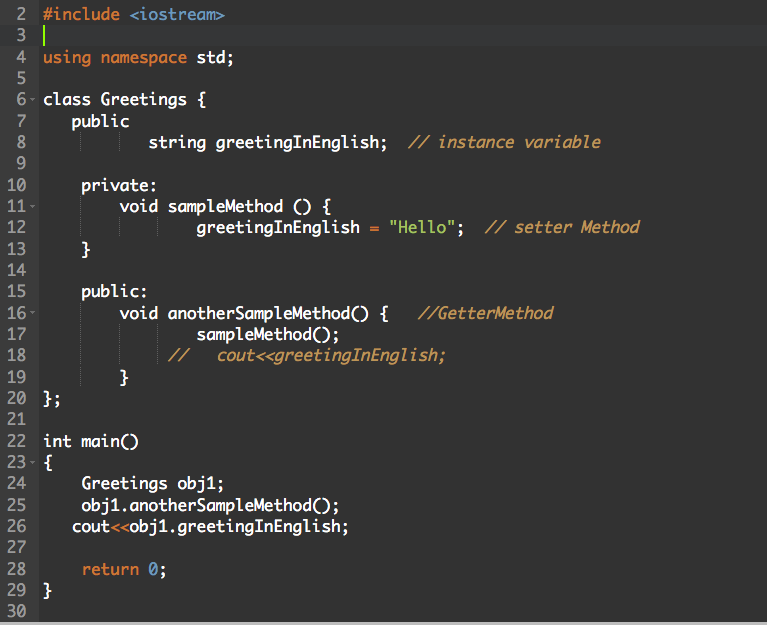 2 #include <iostream>
3
4 using namespace std;
5
6 class Greetings {
7 public
8 string greetingInEnglish; // instance variable
9
10 private:
11 void sampleMethod () {
12 greetingInEnglish = "Hello"; // setter Method
13 }
14
15 public:
16 void anotherSampleMethod() { //GetterMethod
17 sampleMethod();
18 // cout<<greetingInEnglish;
19 }
20 };
21
22 int main()
23 {
24 Greetings obj1;
25 obj1.anotherSampleMethod();
26 cout<<obj1.greetingInEnglish;
27
28 return 0;
29 }
30